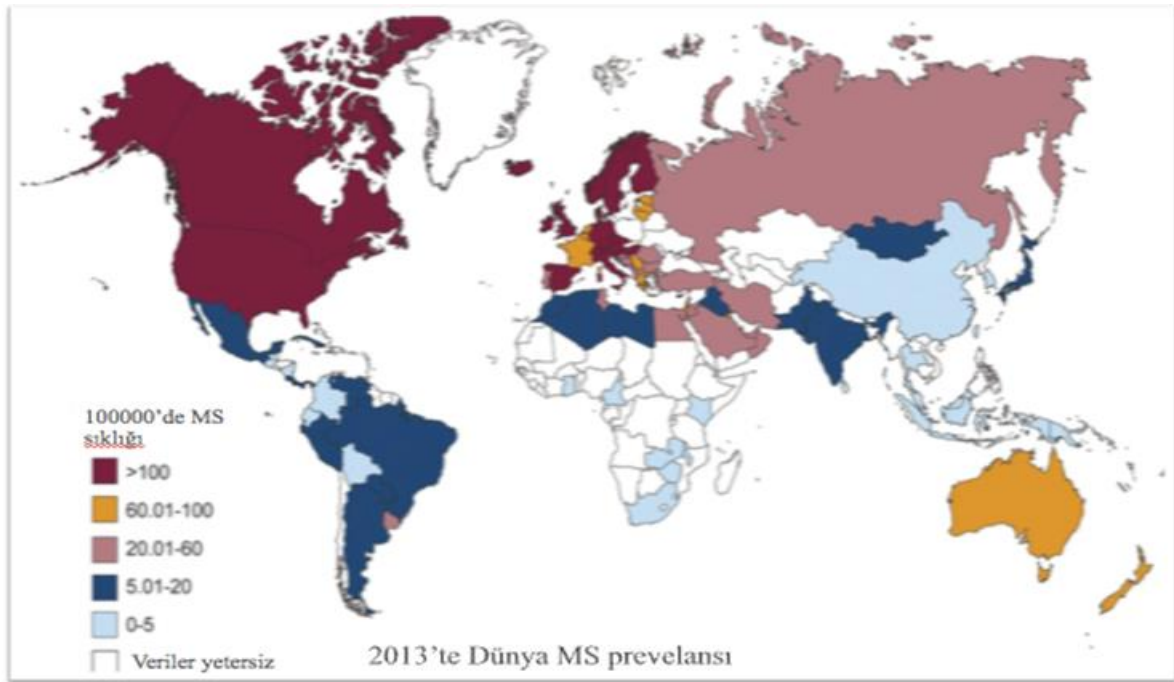 100000’de MS
sıklığı
>100
60.01-100
20.01-60
5.01-20
0-5
Veriler yetersiz
2013’te Dünya MS prevelansı